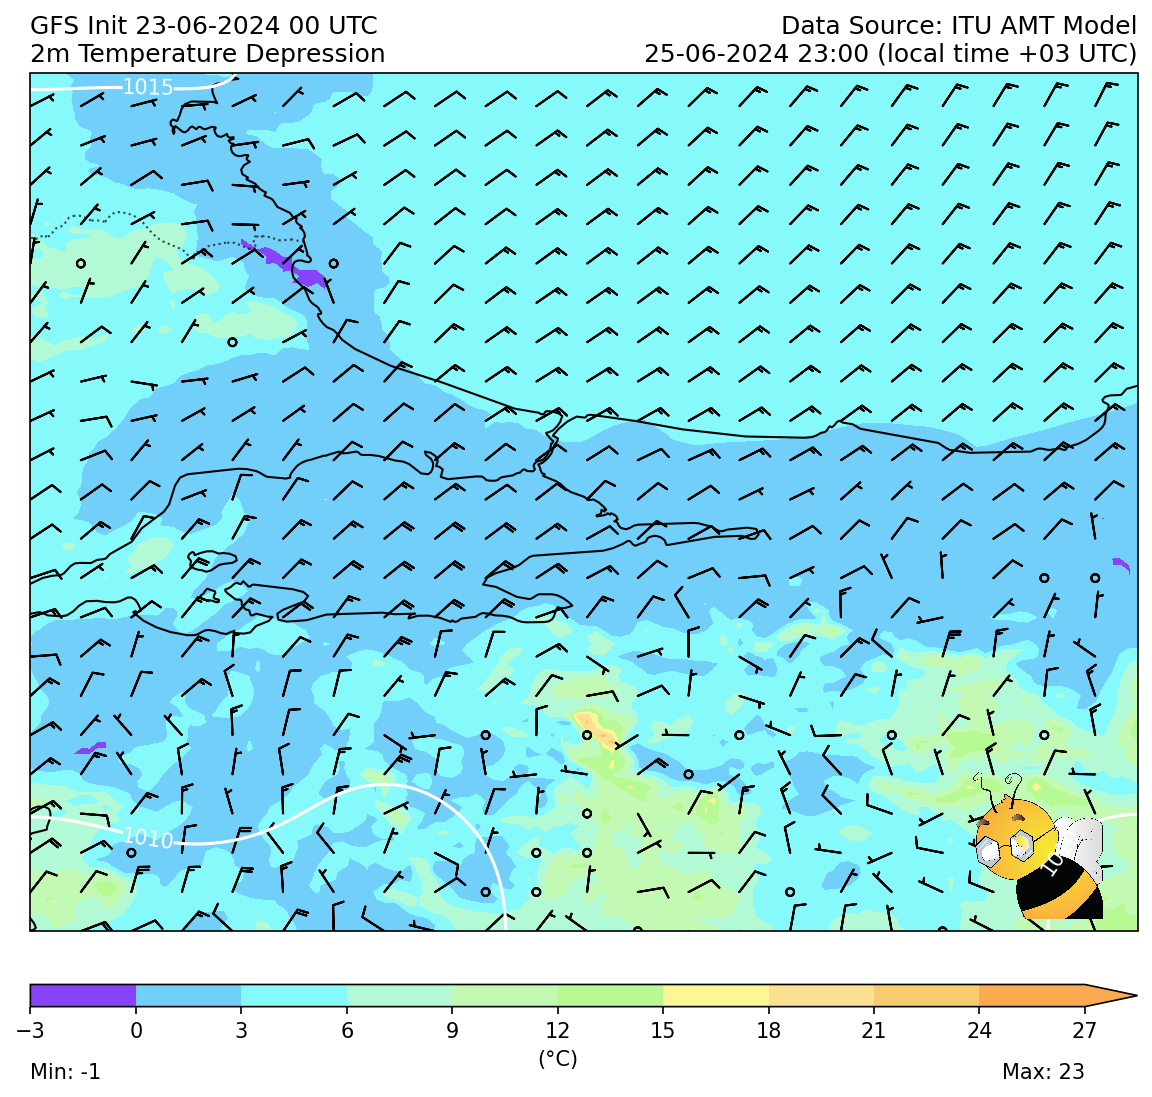 GFS Init 23-06-2024 00 UTC
2m Temperature Depression
Data Source: ITU AMT Model
25-06-2024 23:00 (local time +03 UTC)
1015
1010
10
−3 0 3 6 9 12 15 18 21 24 27
(°C)
Min: -1
Max: 23